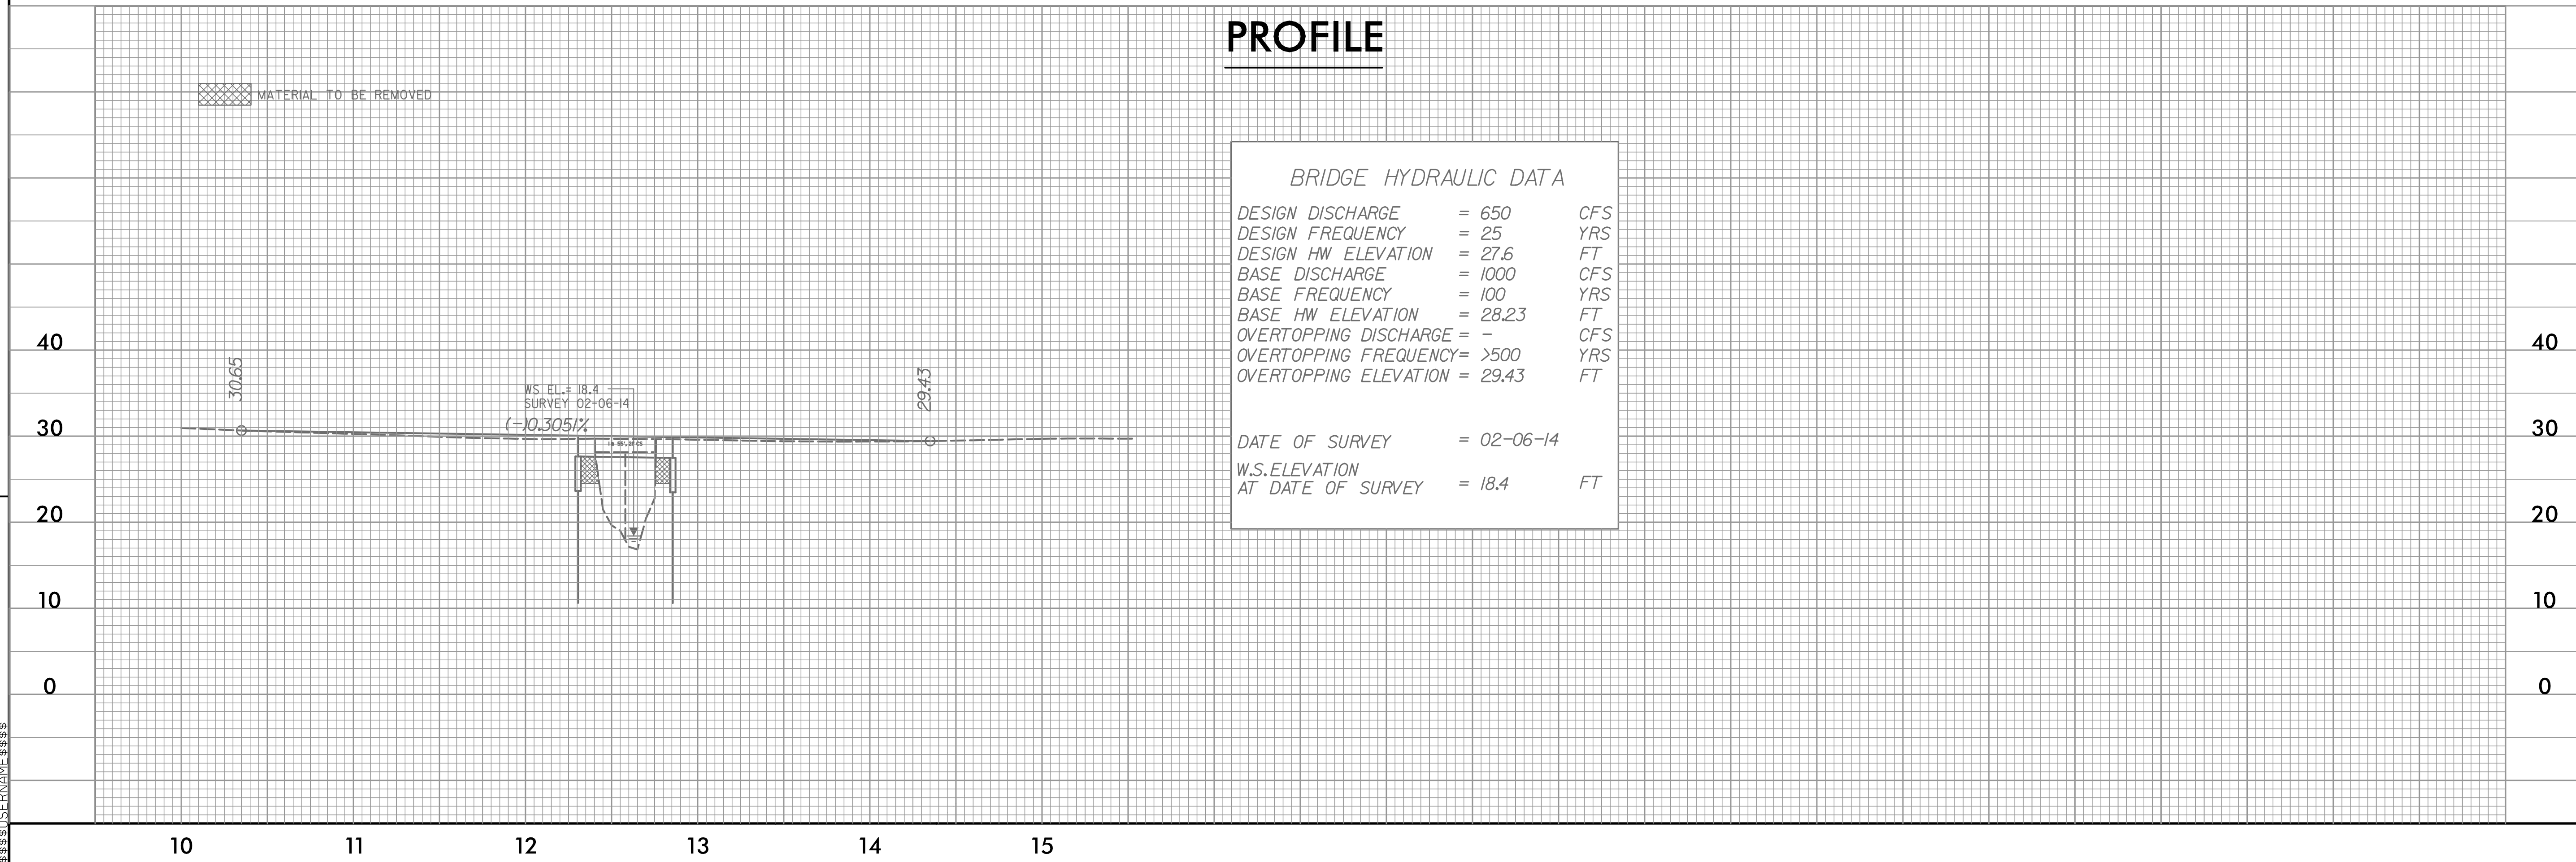 PROFILE
MATERIAL TO BE REMOVED
BRIDGE HYDRAULIC DATA
DESIGN DISCHARGE = 650 CFS
DESIGN FREQUENCY = 25 YRS
DESIGN HW ELEVATION = 27.6 FT
BASE DISCHARGE = 1000 CFS
BASE FREQUENCY = 100 YRS
BASE HW ELEVATION = 28.23 FT
OVERTOPPING DISCHARGE = - CFS
OVERTOPPING FREQUENCY= >500 YRS
OVERTOPPING ELEVATION = 29.43 FT
DATE OF SURVEY = 02-06-14
W.S.ELEVATION
AT DATE OF SURVEY = 18.4 FT
40 40
30.65
29.43
WS EL.= 18.4
SURVEY 02-06-14
(-)0.3051%
30 30
20 20
10 10
0 0
10 11 12 13 14 15
$$$$USERNAME$$$$